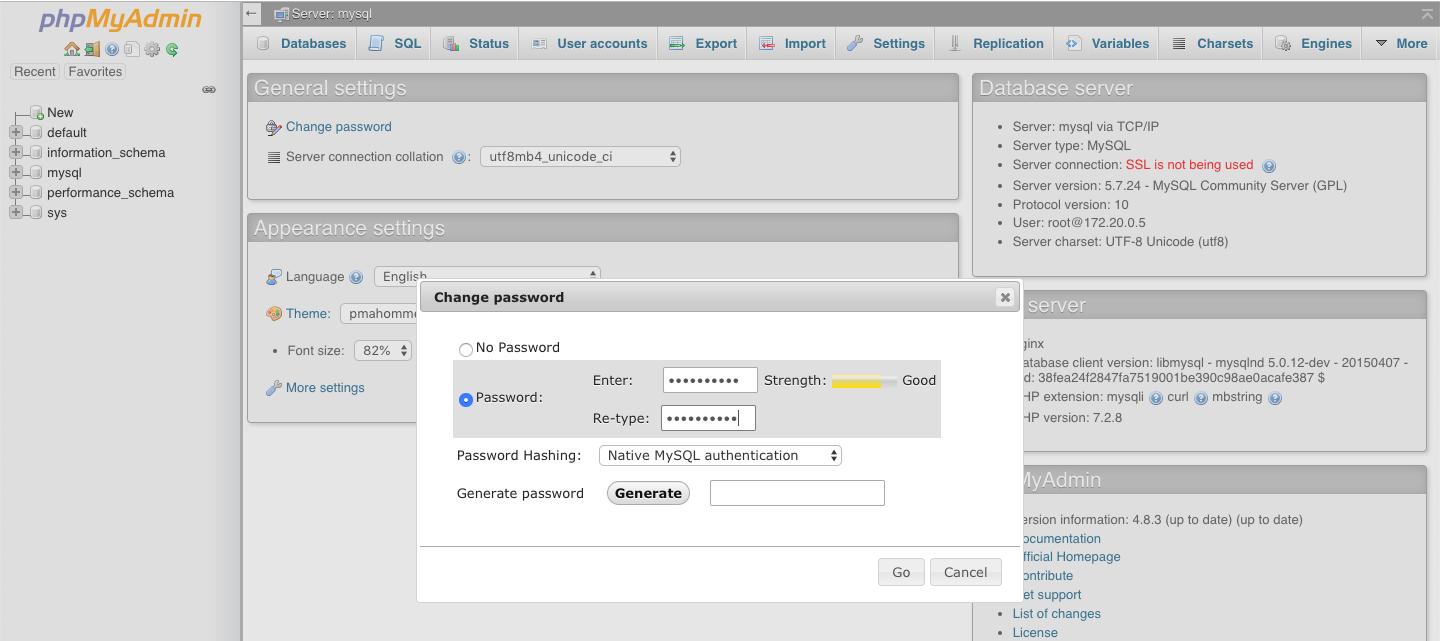 phpMyAdmin
Recent Favorites
New
default
information_schema
mysql
performance_schema
sys
Server: mysql
Databases SQL Status User accounts Export Import Settings Replication Variables Charsets Engines More
General settings
Change password
Server connection collation : utf8mb4_unicode_ci
Appearance settings
Language English
Theme: pmahomme
Font size: 82%
More settings
Database server
Server: mysql via TCP/IP
Server type: MySQL
Server connection: SSL is not being used
Server version: 5.7.24 - MySQL Community Server (GPL)
Protocol version: 10
User: root@172.20.0.5
Server charset: UTF-8 Unicode (utf8)
server
ginx
atabase client version: libmysql - mysqlnd 5.0.12-dev - 20150407 -
d: 38fea24f2847fa7519001be390c98ae0acafe387 $
HP extension: mysqli curl mbstring
HP version: 7.2.8
MyAdmin
ersion information: 4.8.3 (up to date) (up to date)
ocumentation
fficial Homepage
ontribute
et support
List of changes
License
Change password
No Password
Password:
Enter: •••••••••• Strength: Good
Re-type: ••••••••••
Password Hashing: Native MySQL authentication
Generate password Generate
Go Cancel